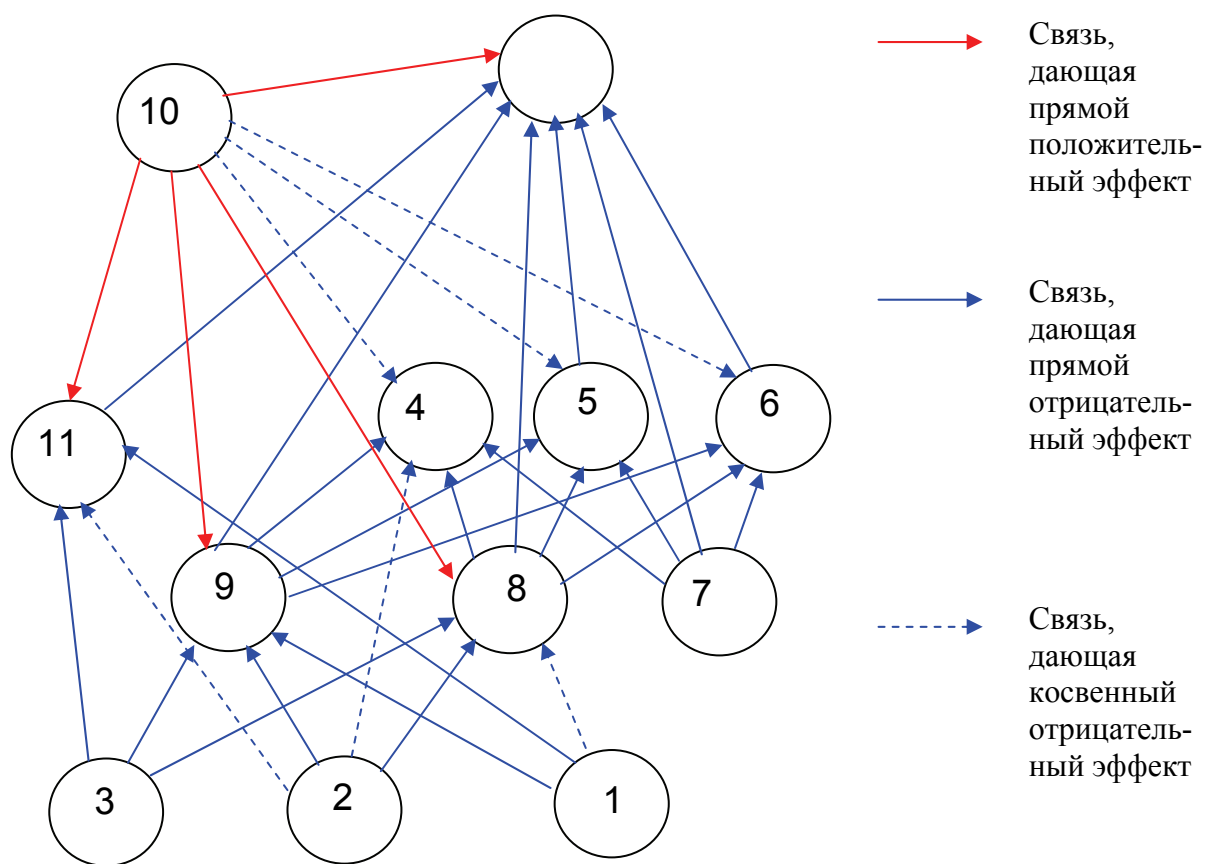 10
Связь,
дающая
прямой
положитель-
ный эффект
Связь,
дающая
прямой
отрицатель-
ный эффект
4
5
6
11
9
8
7
Связь,
дающая
косвенный
отрицатель-
ный эффект
3
2
1